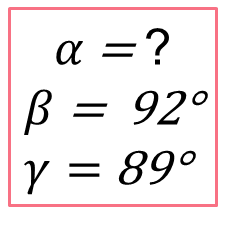 α = ?
β = 92°
γ = 89°